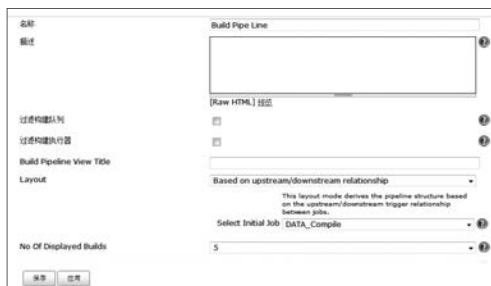 名称 Build Pipe Line
描述
[Raw HTML] 预览
过滤构建队列
过滤构建执行器
Build Pipeline View Title
Layout Based on upstream/downstream relationship
This layout mode derives the pipeline structure based
on the upstream/downstream trigger relationship
between jobs.
Select Initial Job DATA_Compile
No Of Displayed Builds 5
保存 应用